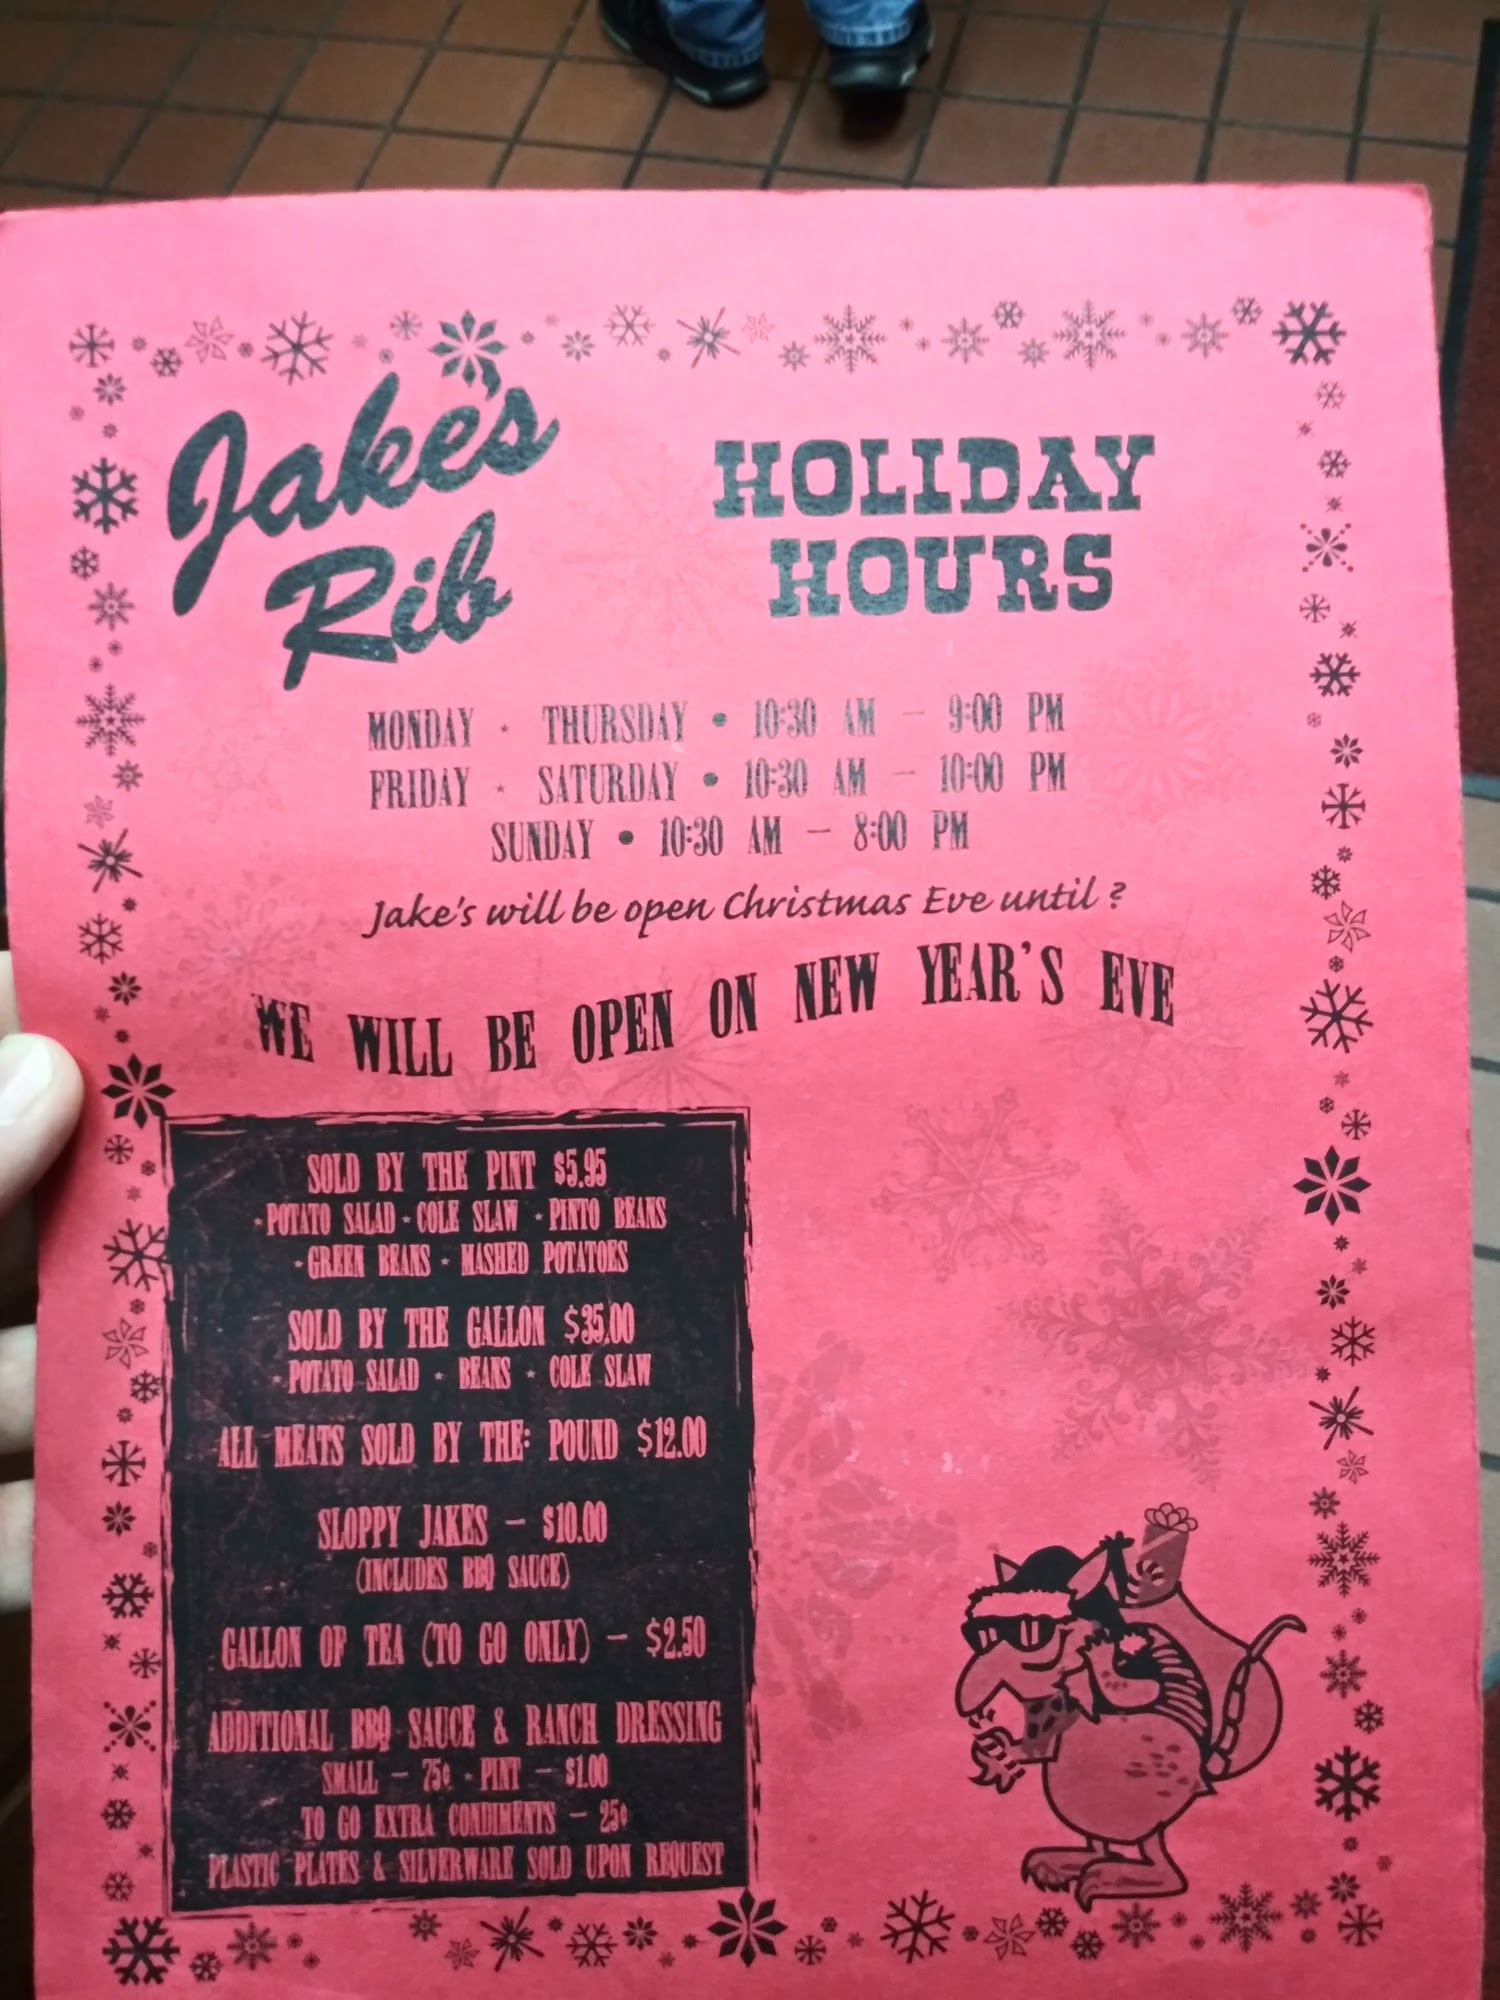 Jake's
Rib
HOLIDAY
HOURS
MONDAY - THURSDAY • 10:30 AM — 9:00 PM
FRIDAY - SATURDAY • 10:30 AM — 10:00 PM
SUNDAY • 10:30 AM — 8:00 PM
Jake's will be open Christmas Eve until ?
WE WILL BE OPEN ON NEW YEAR'S EVE
SOLD BY THE PINT $5.95
·POTATO SALAD · COLE SLAW · PINTO BEANS
·GREEN BEANS · MASHED POTATOES
SOLD BY THE GALLON $35.00
·POTATO SALAD · BEANS · COLE SLAW
ALL MEATS SOLD BY THE: POUND $12.00
SLOPPY JAKES — $10.00
(INCLUDES BBQ SAUCE)
GALLON OF TEA (TO GO ONLY) — $2.50
ADDITIONAL BBQ SAUCE & RANCH DRESSING
SMALL — 75¢ · PINT — $1.00
TO GO EXTRA CONDIMENTS — 25¢
PLASTIC PLATES & SILVERWARE SOLD UPON REQUEST